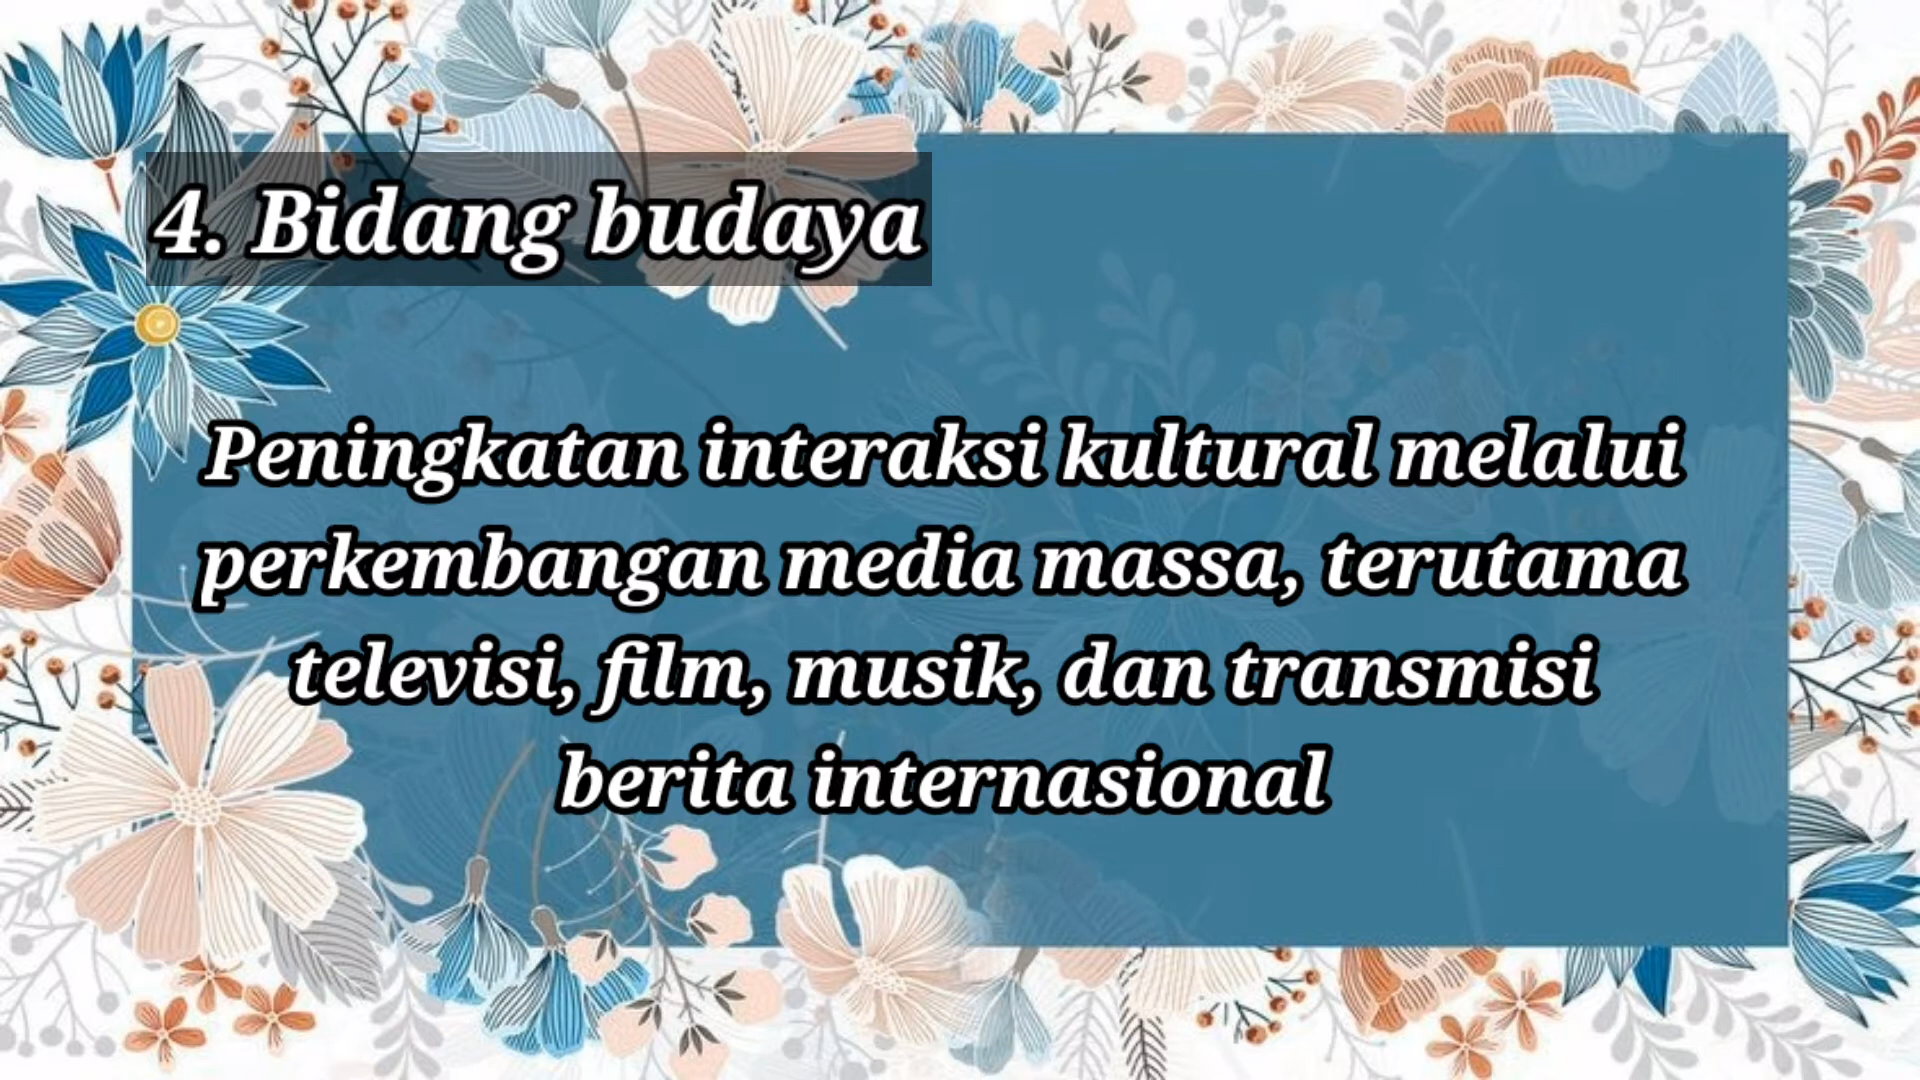 4. Bidang budaya
Peningkatan interaksi kultural melalui
perkembangan media massa, terutama
televisi, film, musik, dan transmisi
berita internasional